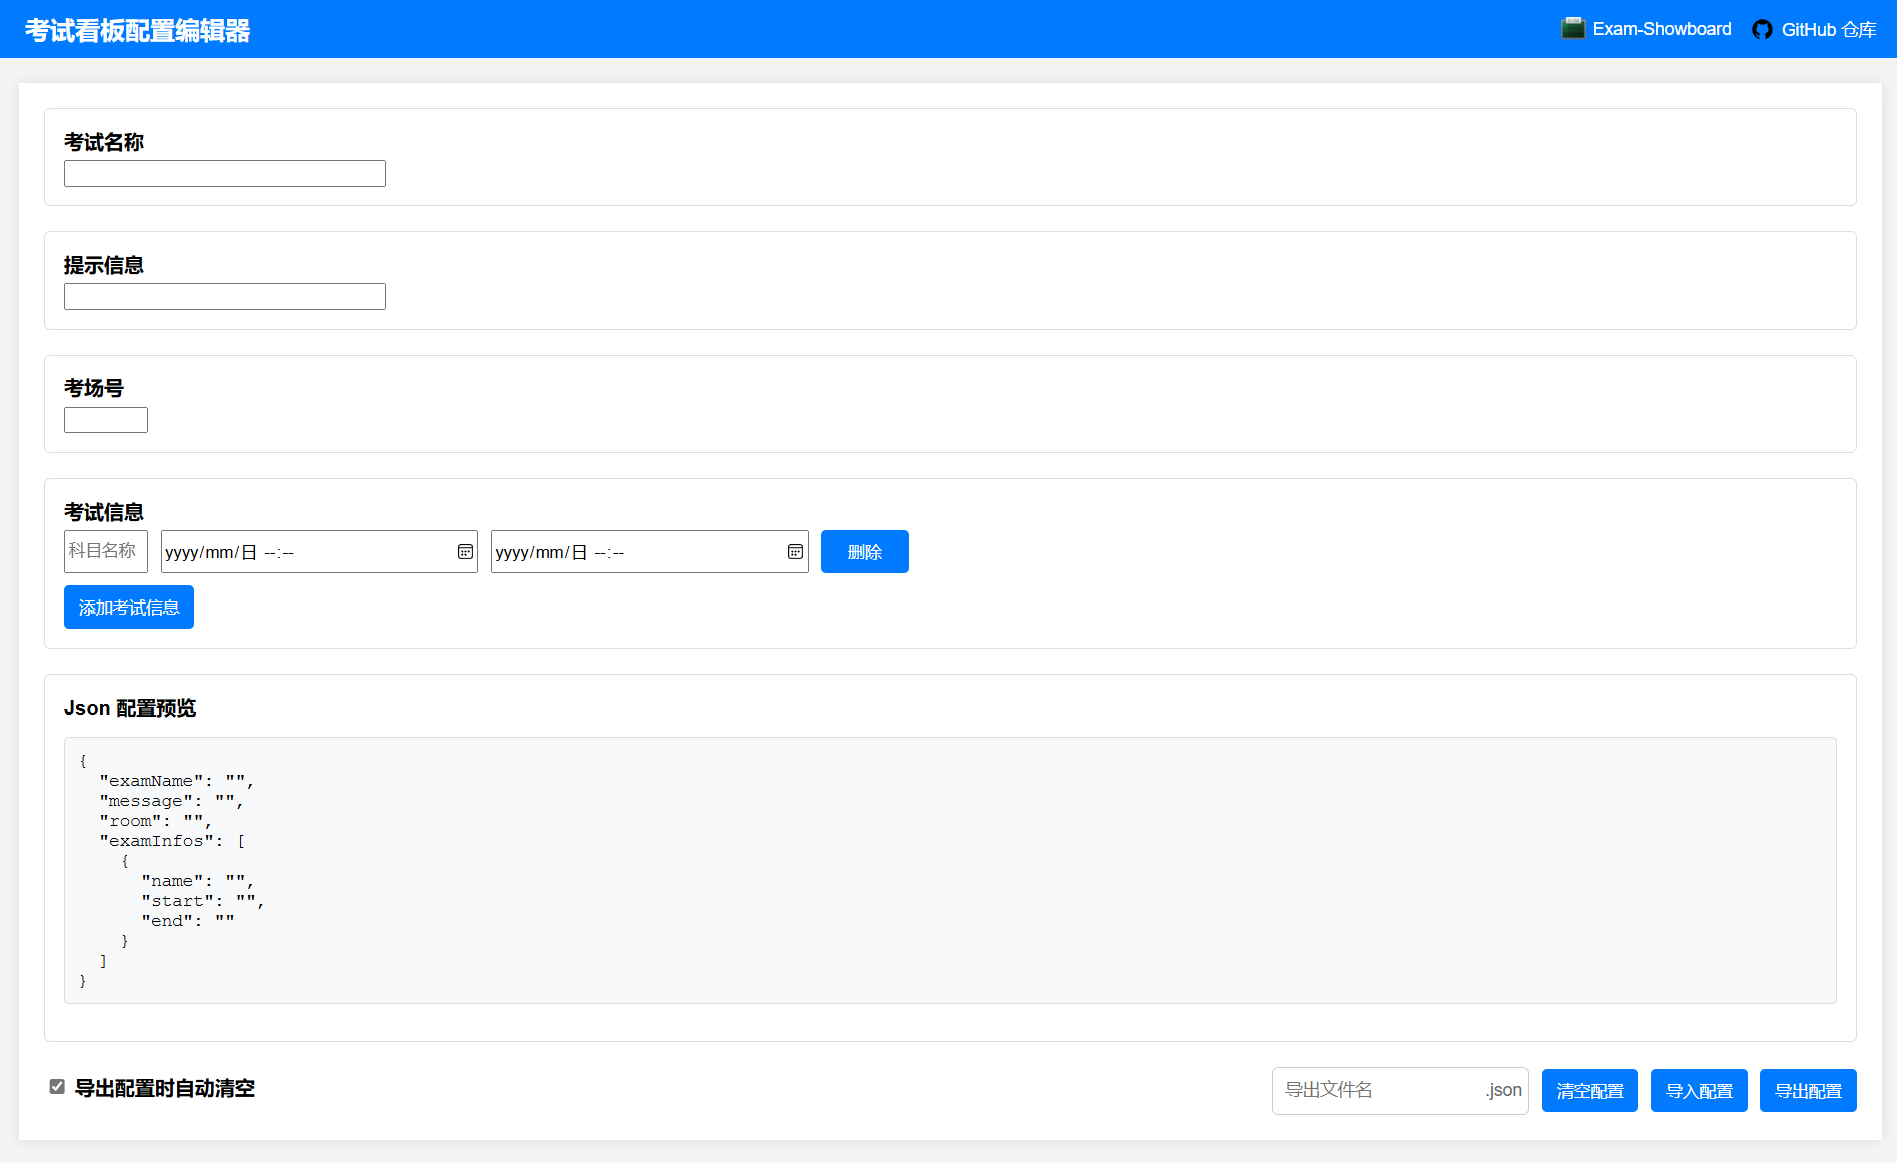 考试看板配置编辑器
Exam-Showboard
GitHub 仓库
考试名称
提示信息
考场号
考试信息
科目名称 yyyy/mm/日 --:-- yyyy/mm/日 --:-- 删除
添加考试信息
Json 配置预览
{
  "examName": "",
  "message": "",
  "room": "",
  "examInfos": [
    {
      "name": "",
      "start": "",
      "end": ""
    }
  ]
}
导出配置时自动清空
导出文件名 .json 清空配置 导入配置 导出配置